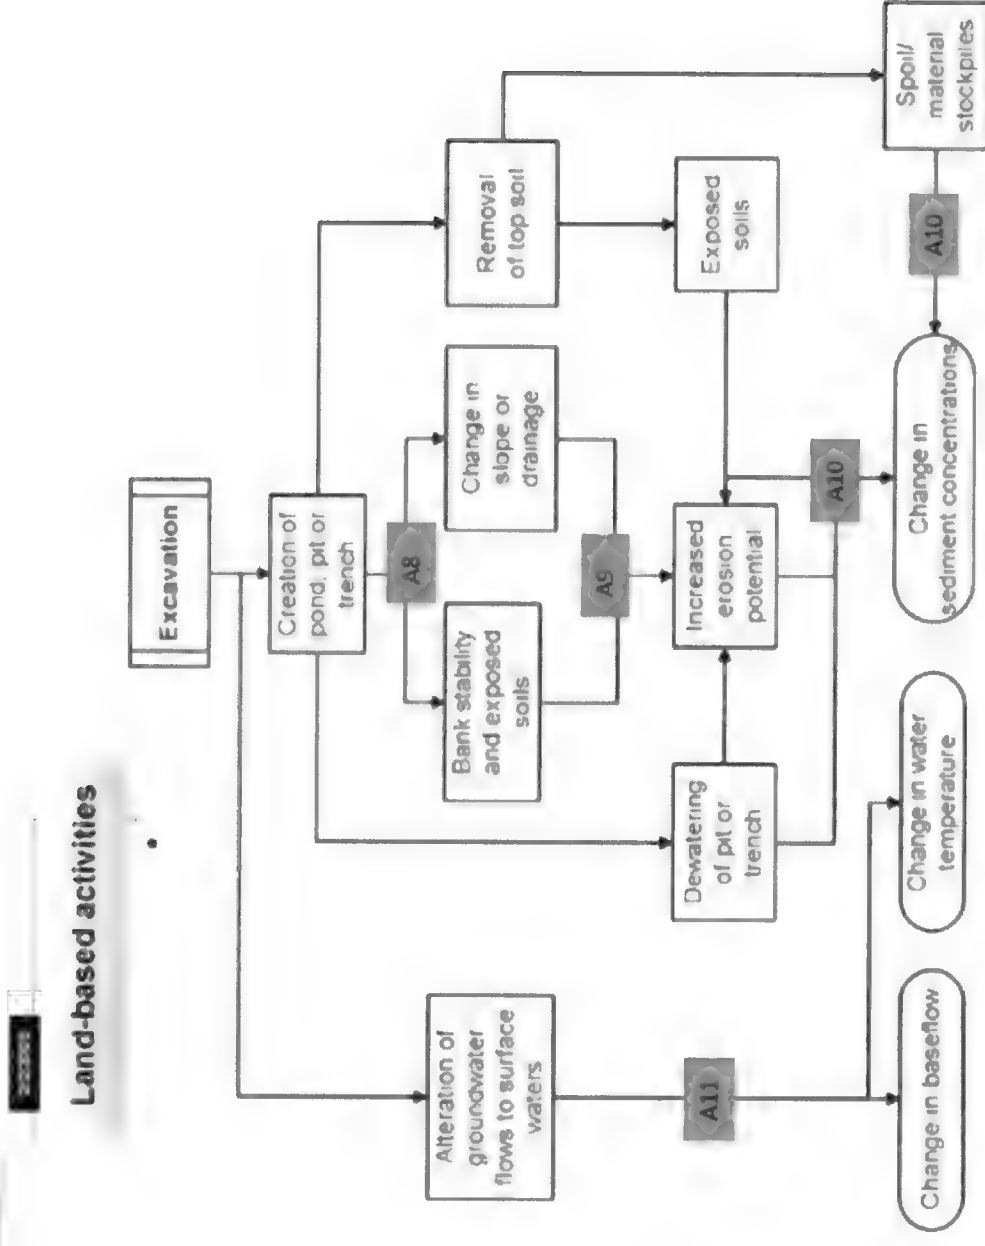 Land-based activities
Excavation
Creation of
pond, pit or
trench
A8
Bank stability
and exposed
soils
Change in
slope or
drainage
Removal
of top soil
A9
Alteration of
groundwater
flows to surface
waters
Dewatering
of pit or
trench
Increased
erosion
potential
Exposed
soils
A11
A10
A10
Spoil/
material
stockpiles
Change in baseflow
Change in water
temperature
Change in
sediment concentrations